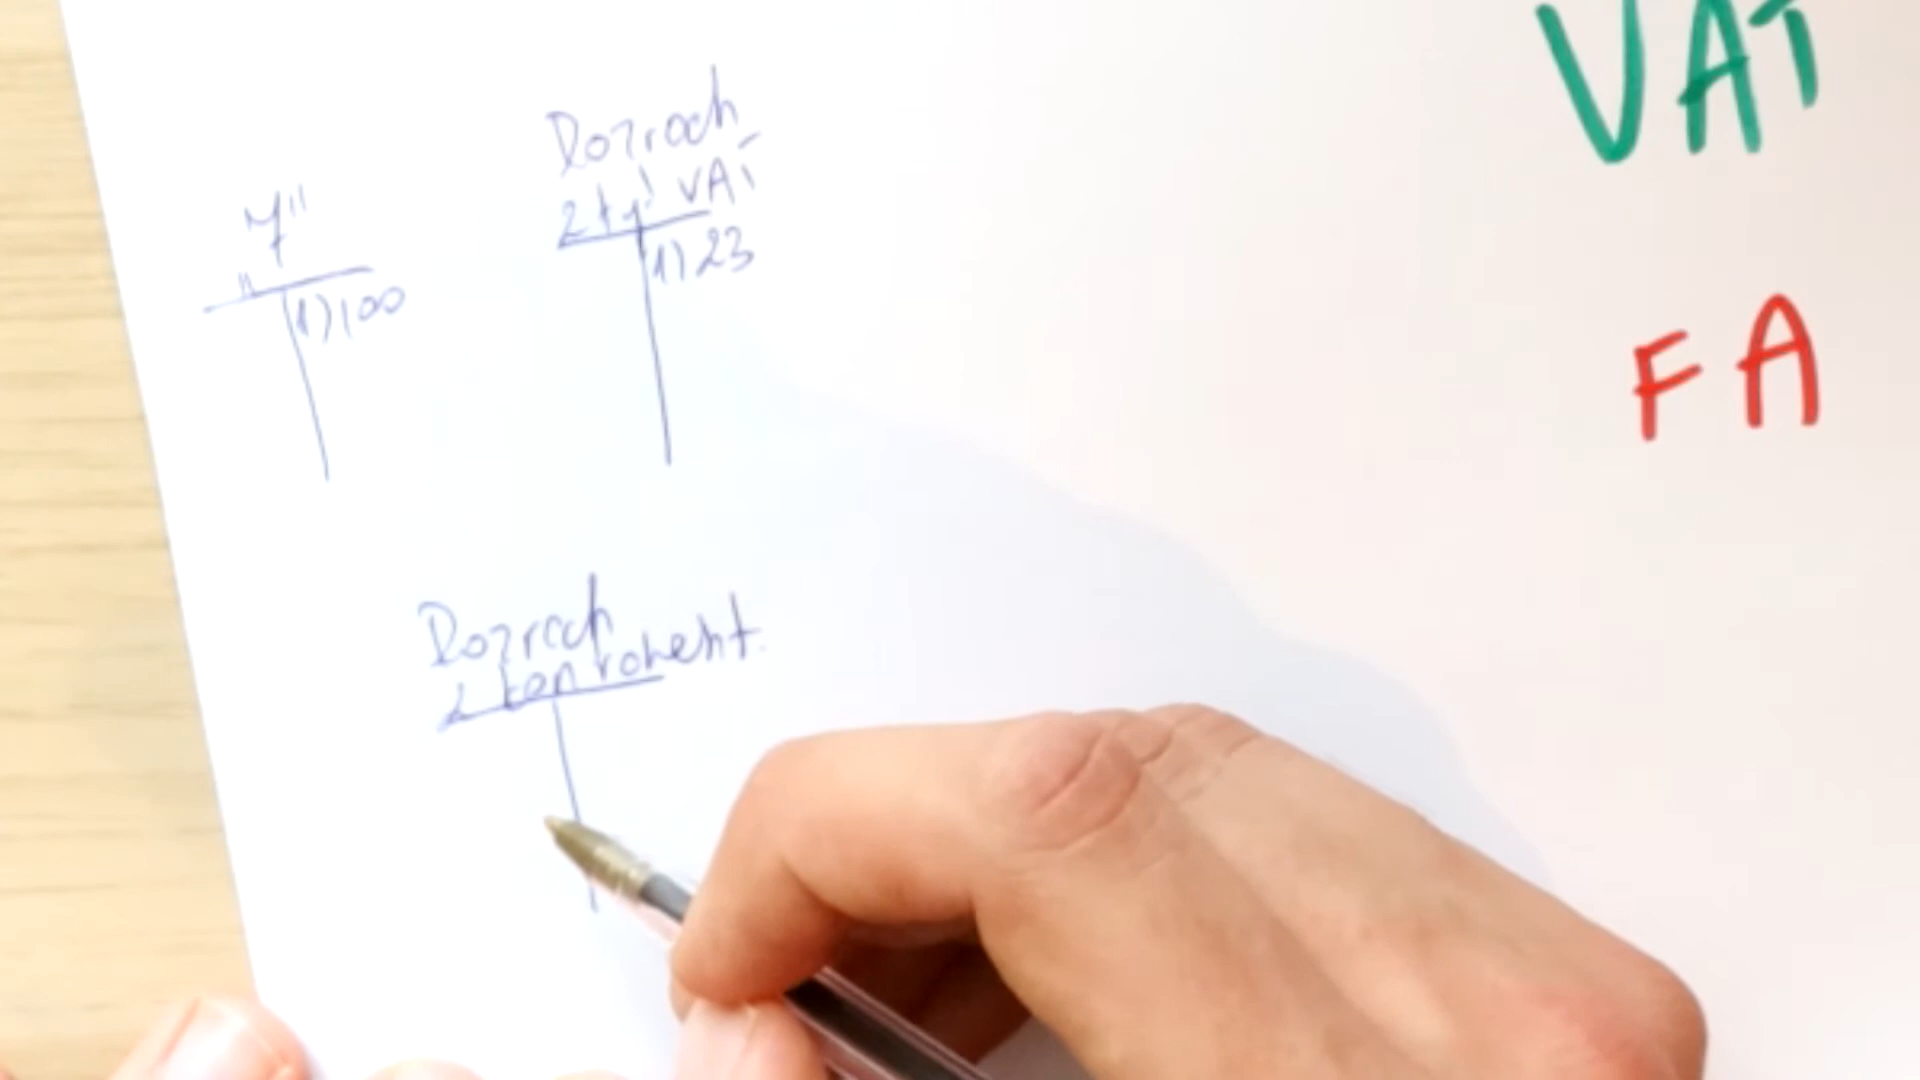 „7"
1) 100
Rozrach
z tyt VAT
1) 23
Rozrach
z kontrahent.
VAT
FA